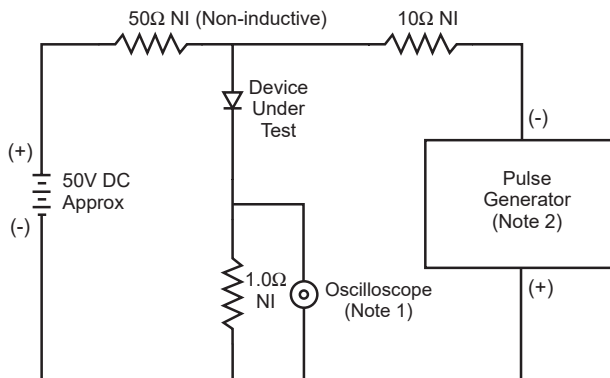 50Ω NI (Non-inductive)
10Ω NI
Device
Under
Test
(-)
(+)
50V DC
Approx
(-)
Pulse
Generator
(Note 2)
1.0Ω
NI
Oscilloscope
(Note 1)
(+)